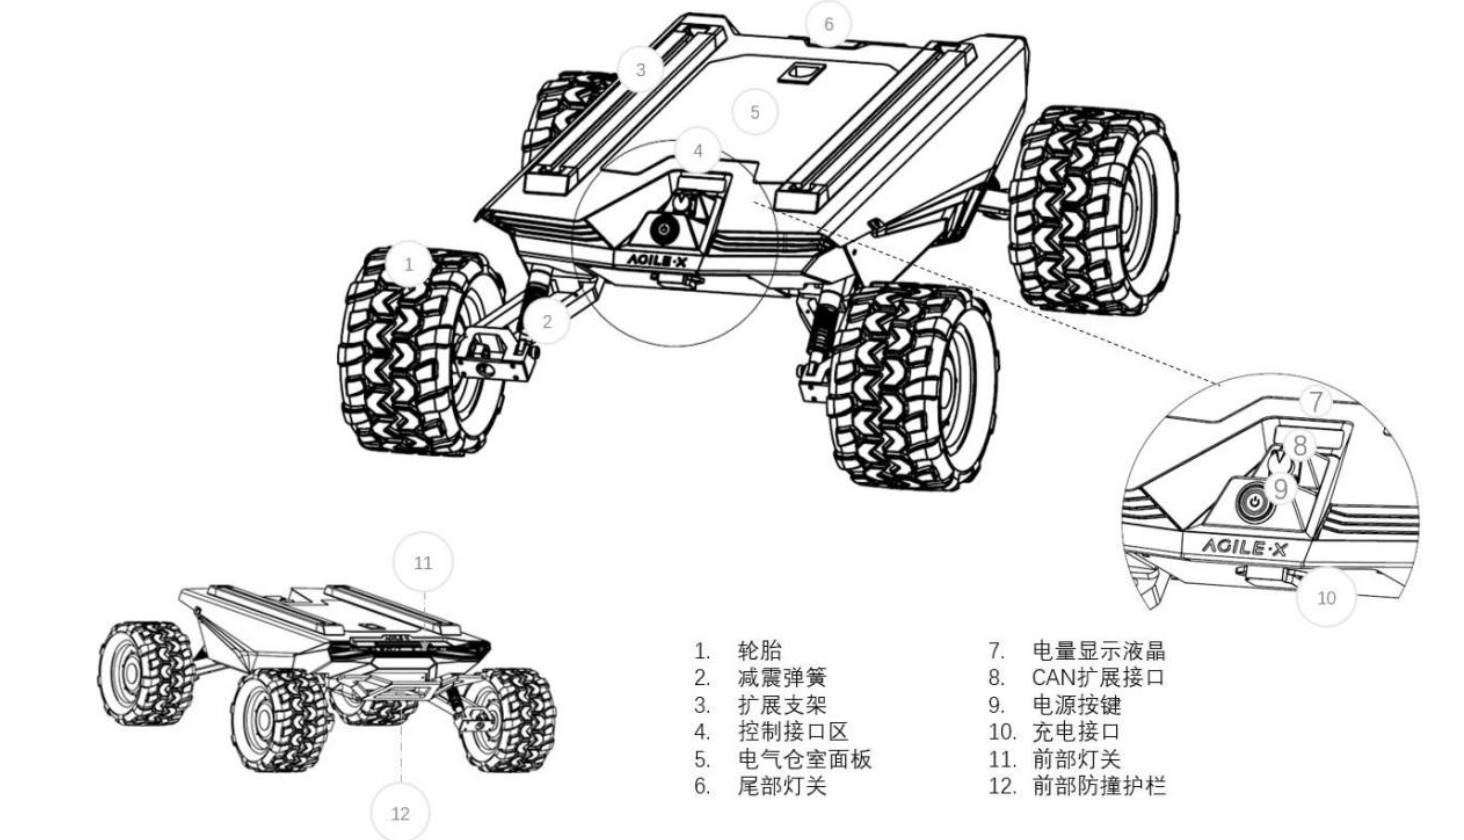 6
3
5
4
1
AGILE·X
2
7
8
9
AGILE·X
10
11
12
1. 轮胎
2. 减震弹簧
3. 扩展支架
4. 控制接口区
5. 电气仓室面板
6. 尾部灯关
7. 电量显示液晶
8. CAN扩展接口
9. 电源按键
10. 充电接口
11. 前部灯关
12. 前部防撞护栏